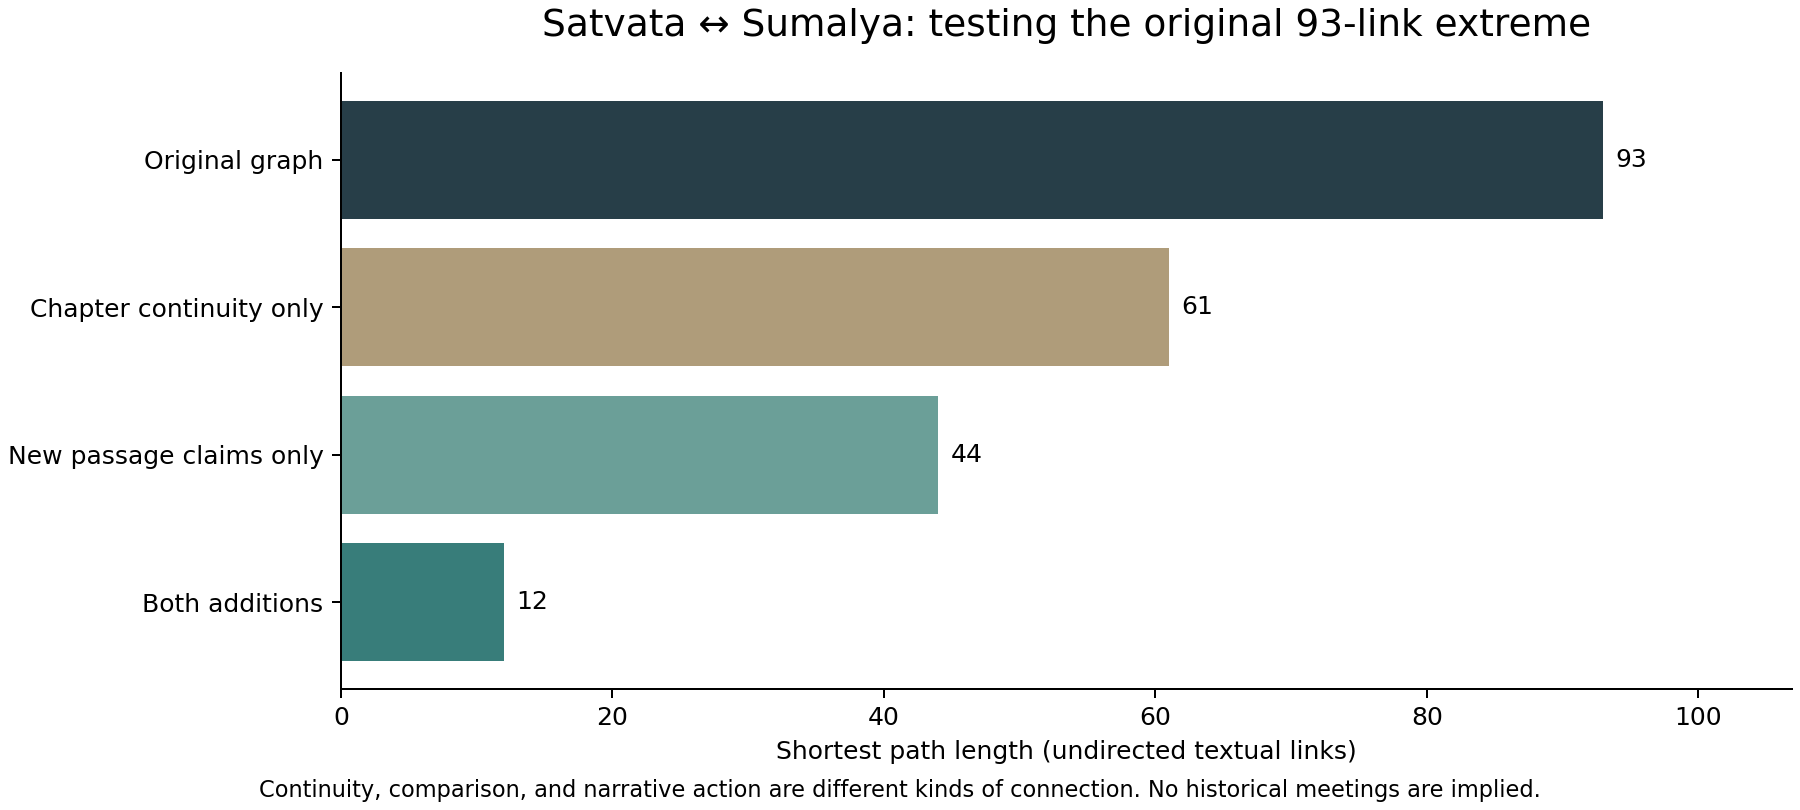 Satvata ↔ Sumalya: testing the original 93-link extreme
Original graph
93
Chapter continuity only
61
New passage claims only
44
Both additions
12
0 20 40 60 80 100
Shortest path length (undirected textual links)
Continuity, comparison, and narrative action are different kinds of connection. No historical meetings are implied.